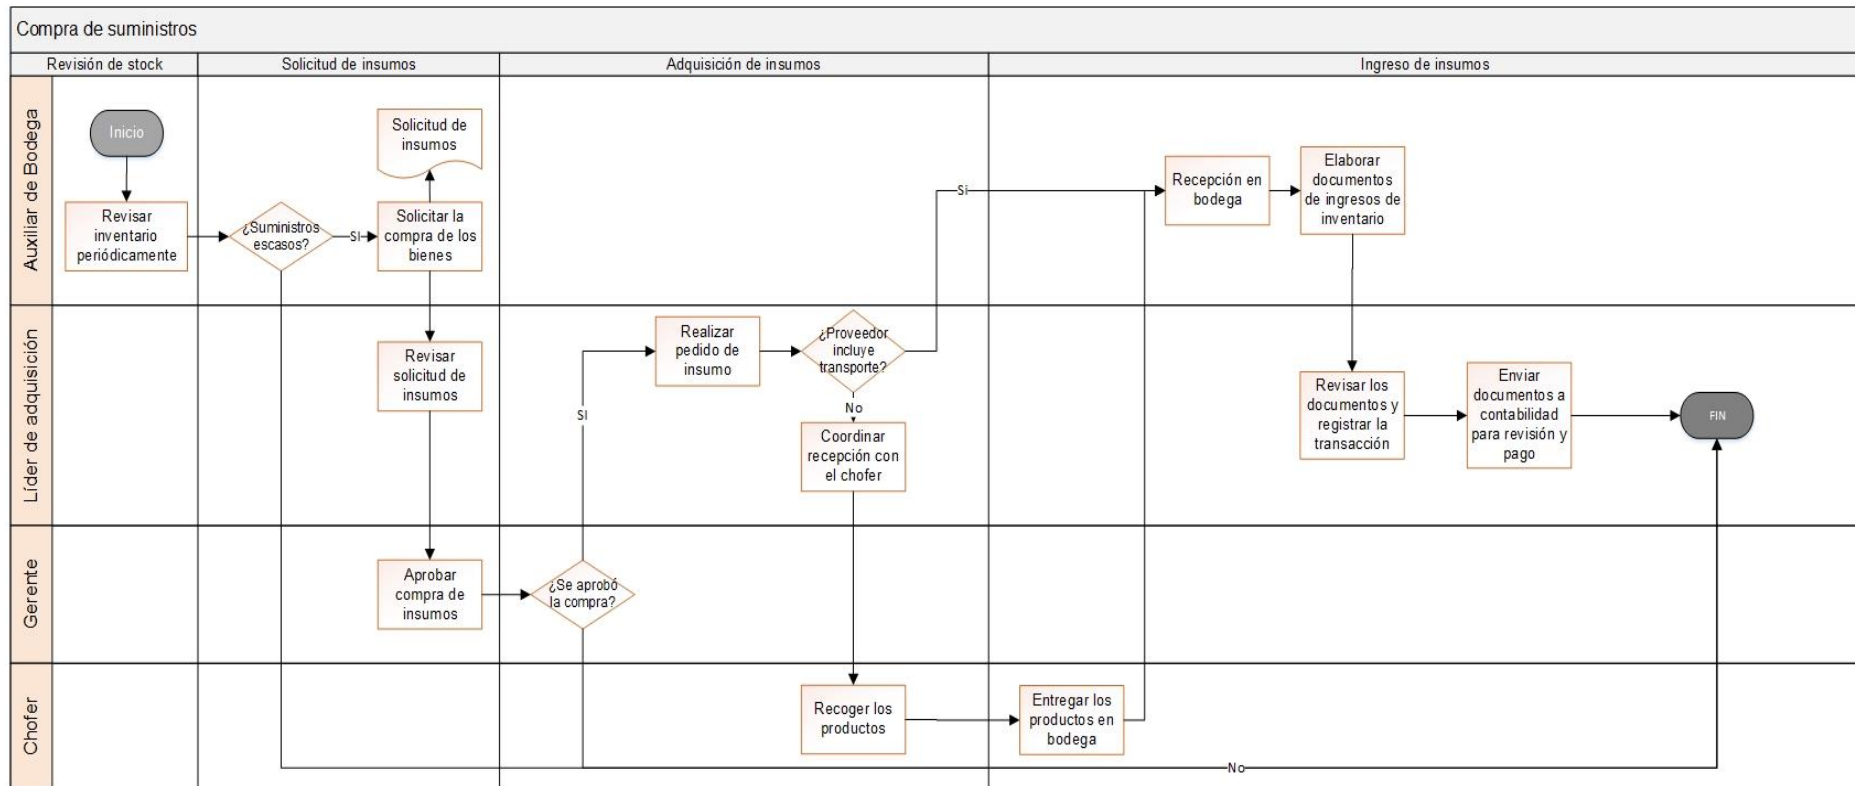 Compra de suministros
Revisión de stock
Solicitud de insumos
Adquisición de insumos
Ingreso de insumos
Auxiliar de Bodega
Inicio
Revisar
inventario
periódicamente
¿Suministros
escasos?
SI
Solicitud de
insumos
Solicitar la
compra de los
bienes
Si
Recepción en
bodega
Elaborar
documentos
de ingresos de
inventario
Líder de adquisición
Revisar
solicitud de
insumos
SI
Realizar
pedido de
insumo
¿Proveedor
incluye
transporte?
No
Coordinar
recepción con
el chofer
Revisar los
documentos y
registrar la
transacción
Enviar
documentos a
contabilidad
para revisión y
pago
FIN
Gerente
Aprobar
compra de
insumos
¿Se aprobó
la compra?
Chofer
Recoger los
productos
Entregar los
productos en
bodega
No